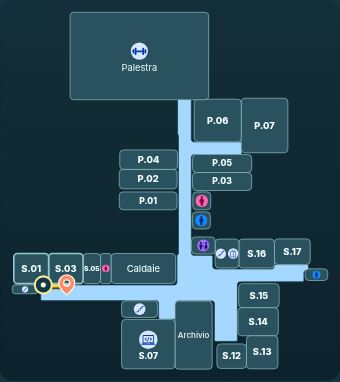 Palestra
P.06
P.07
P.04
P.05
P.02
P.03
P.01
S.01
S.03
S.05
Caldaie
S.16
S.17
S.15
S.14
S.07
Archivio
S.12
S.13